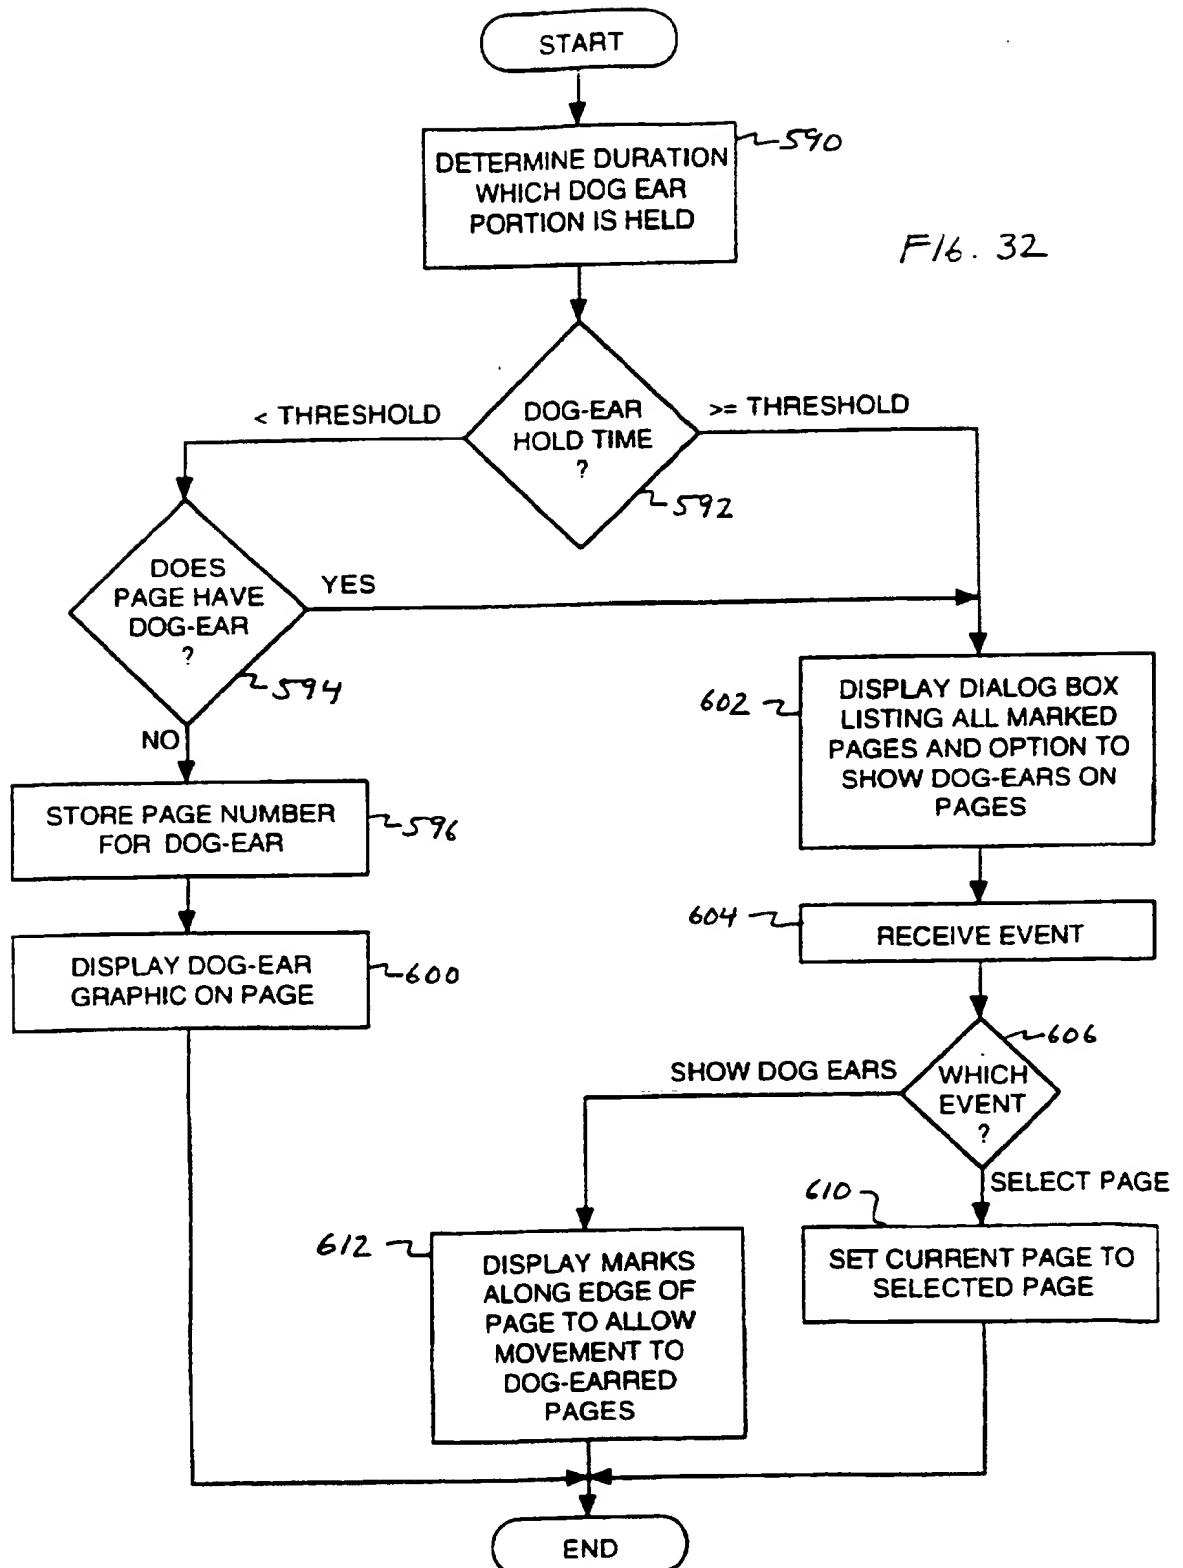 START
DETERMINE DURATION
WHICH DOG EAR
PORTION IS HELD
590
FIG. 32
DOG-EAR
HOLD TIME
?
592
< THRESHOLD
>= THRESHOLD
DOES
PAGE HAVE
DOG-EAR
?
594
YES
NO
STORE PAGE NUMBER
FOR DOG-EAR
596
DISPLAY DOG-EAR
GRAPHIC ON PAGE
600
602
DISPLAY DIALOG BOX
LISTING ALL MARKED
PAGES AND OPTION TO
SHOW DOG-EARS ON
PAGES
604
RECEIVE EVENT
606
WHICH
EVENT
?
SHOW DOG EARS
SELECT PAGE
610
SET CURRENT PAGE TO
SELECTED PAGE
612
DISPLAY MARKS
ALONG EDGE OF
PAGE TO ALLOW
MOVEMENT TO
DOG-EARRED
PAGES
END